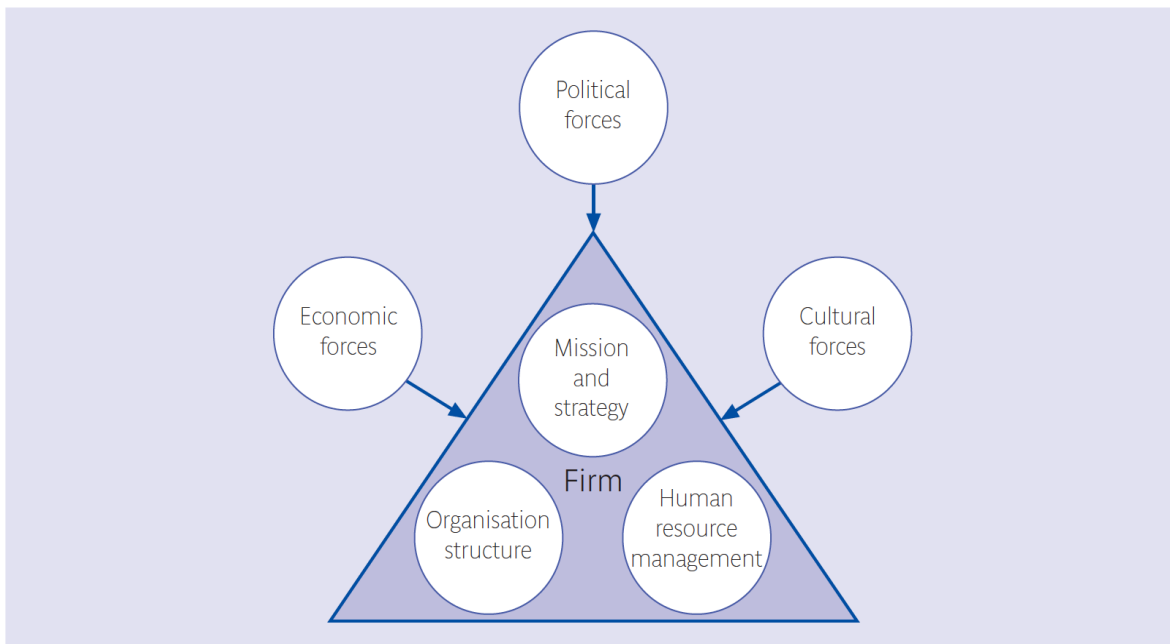 Political
forces
Economic
forces
Cultural
forces
Mission
and
strategy
Firm
Organisation
structure
Human
resource
management